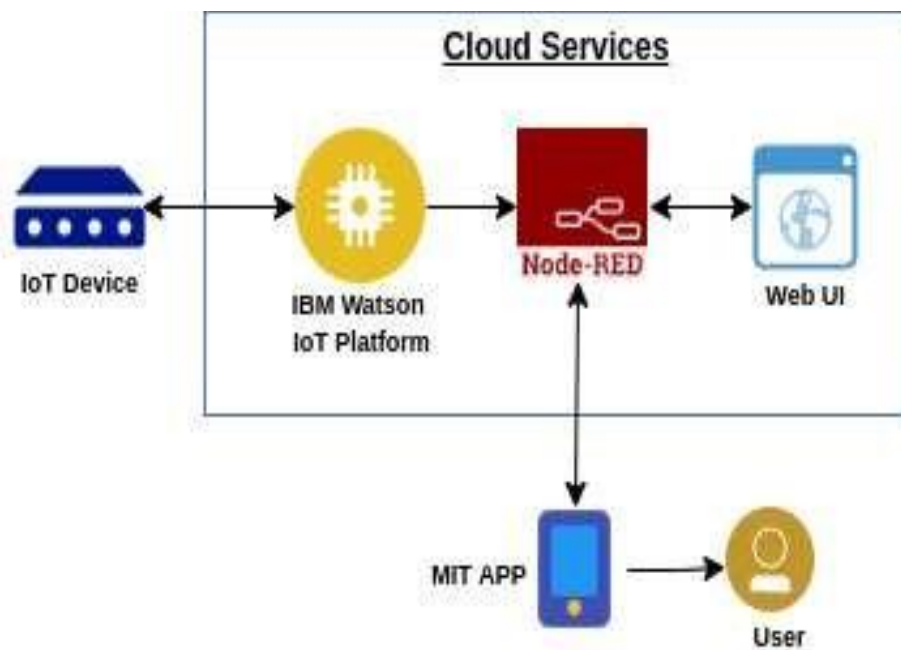 Cloud Services
IoT Device
IBM Watson
IoT Platform
Node-RED
Web UI
MIT APP
User